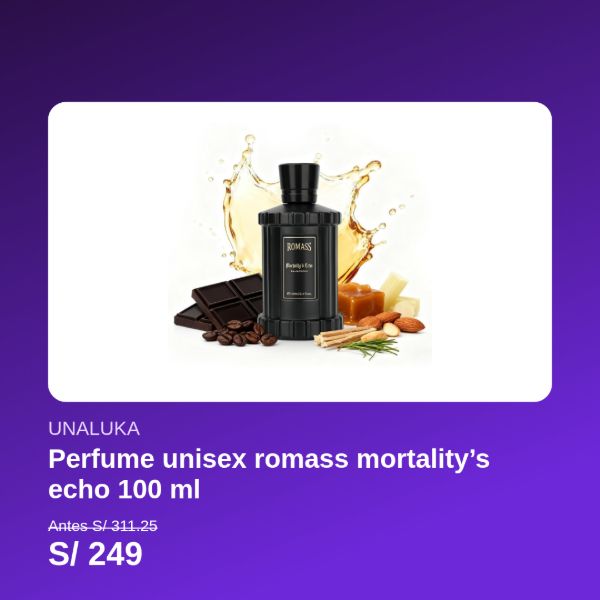 ROMASS
Mortality's Echo
UNALUKA
Perfume unisex romass mortality’s
echo 100 ml
Antes S/ 311.25
S/ 249